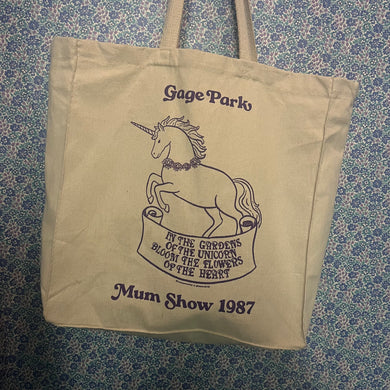 Gage Park
IN THE GARDENS
OF THE UNICORN
BLOOM THE FLOWERS
OF THE HEART
Mum Show 1987